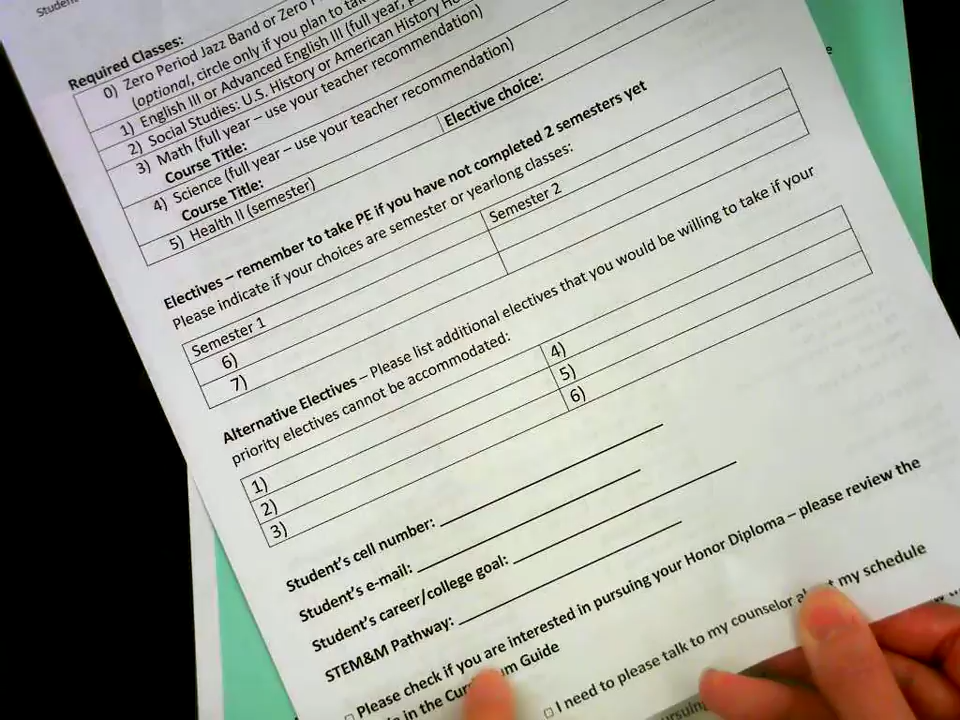 Student
Required Classes:
0) Zero Period Jazz Band or Zero
(optional, circle only if you plan to
1) English III or Advanced English III (full year,
2) Social Studies: U.S. History or American History
3) Math (full year – use your teacher recommendation)
Course Title:
4) Science (full year – use your teacher recommendation)
Course Title:
5) Health II (semester) Elective choice:
Electives – remember to take PE if you have not completed 2 semesters yet
Please indicate if your choices are semester or yearlong classes:
Semester 1 Semester 2
6)
7)
Alternative Electives – Please list additional electives that you would be willing to take if your
priority electives cannot be accommodated:
1) 4)
2) 5)
3) 6)
Student's cell number:
Student's e-mail:
Student's career/college goal:
STEM&M Pathway:
□ Please check if you are interested in pursuing your Honor Diploma – please review the
in the Guide
□ I need to please talk to my counselor my schedule